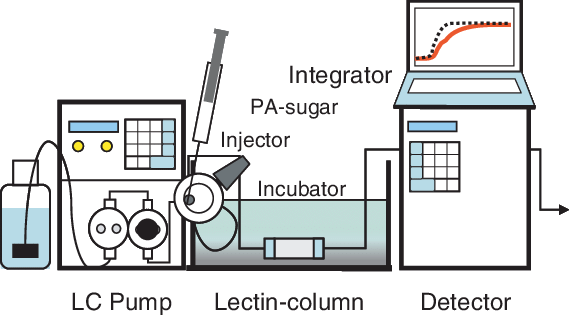 Integrator
PA-sugar
Injector
Incubator
LC Pump
Lectin-column
Detector